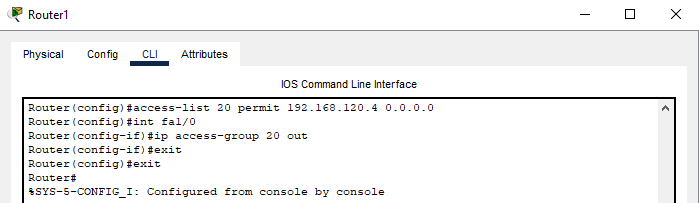 Router1
Physical Config CLI Attributes
IOS Command Line Interface
Router(config)#access-list 20 permit 192.168.120.4 0.0.0.0
Router(config)#int fa1/0
Router(config-if)#ip access-group 20 out
Router(config-if)#exit
Router(config)#exit
Router#
%SYS-5-CONFIG_I: Configured from console by console